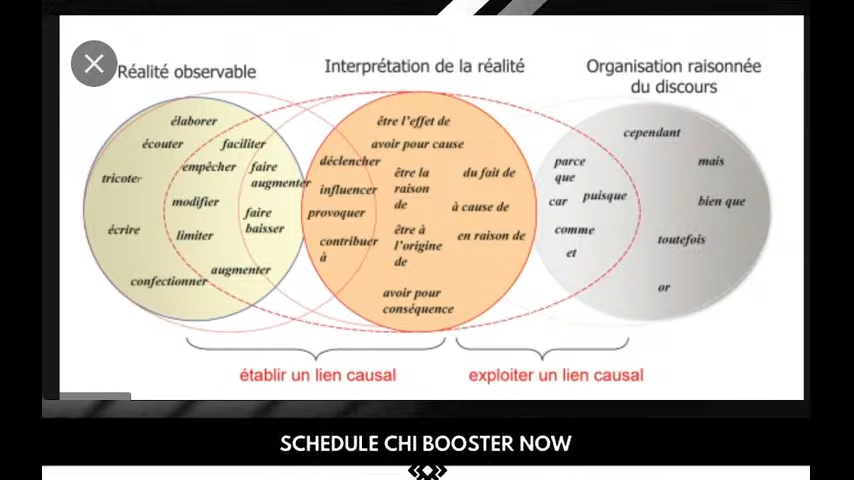 Réalité observable
Interprétation de la réalité
Organisation raisonnée
du discours
élaborer
écouter
faciliter
empêcher
tricoter
faire
augmenter
modifier
faire
baisser
écrire
limiter
augmenter
confectionner
être l'effet de
avoir pour cause
déclencher
être la
raison
de
du fait de
influencer
provoquer
à cause de
contribuer
à
être à
l'origine
de
en raison de
avoir pour
conséquence
cependant
parce
que
mais
car
puisque
bien que
comme
toutefois
et
or
établir un lien causal
exploiter un lien causal
SCHEDULE CHI BOOSTER NOW